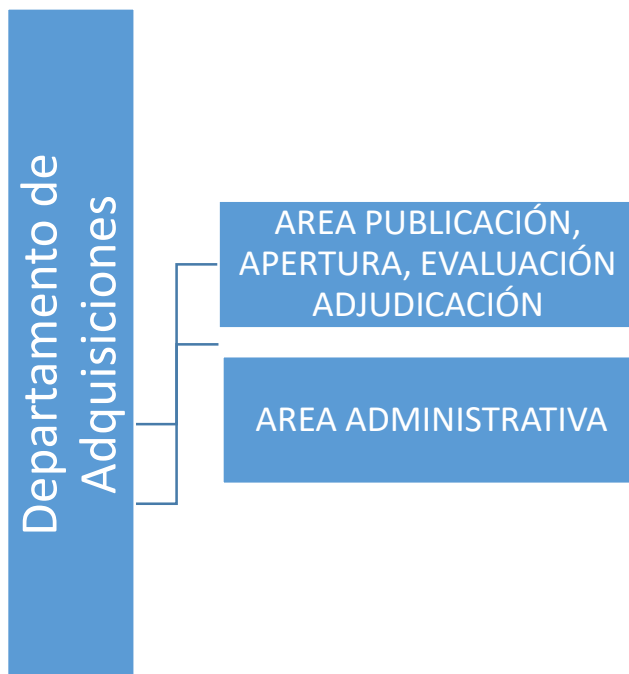 Departamento de
Adquisiciones
AREA PUBLICACIÓN,
APERTURA, EVALUACIÓN
ADJUDICACIÓN
AREA ADMINISTRATIVA